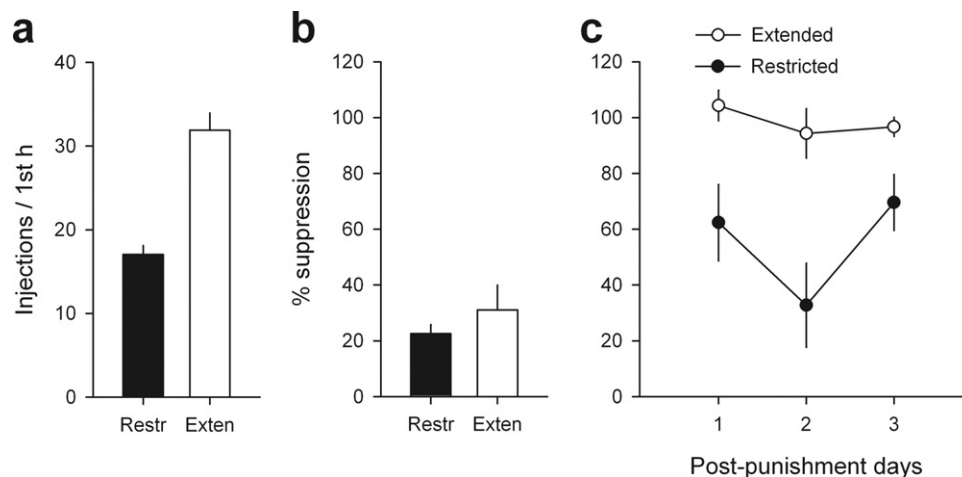 a
Injections / 1st h
40
30
20
10
0
Restr Exten
b
% suppression
120
100
80
60
40
20
0
Restr Exten
c
Extended
Restricted
120
100
80
60
40
20
0
1 2 3
Post-punishment days